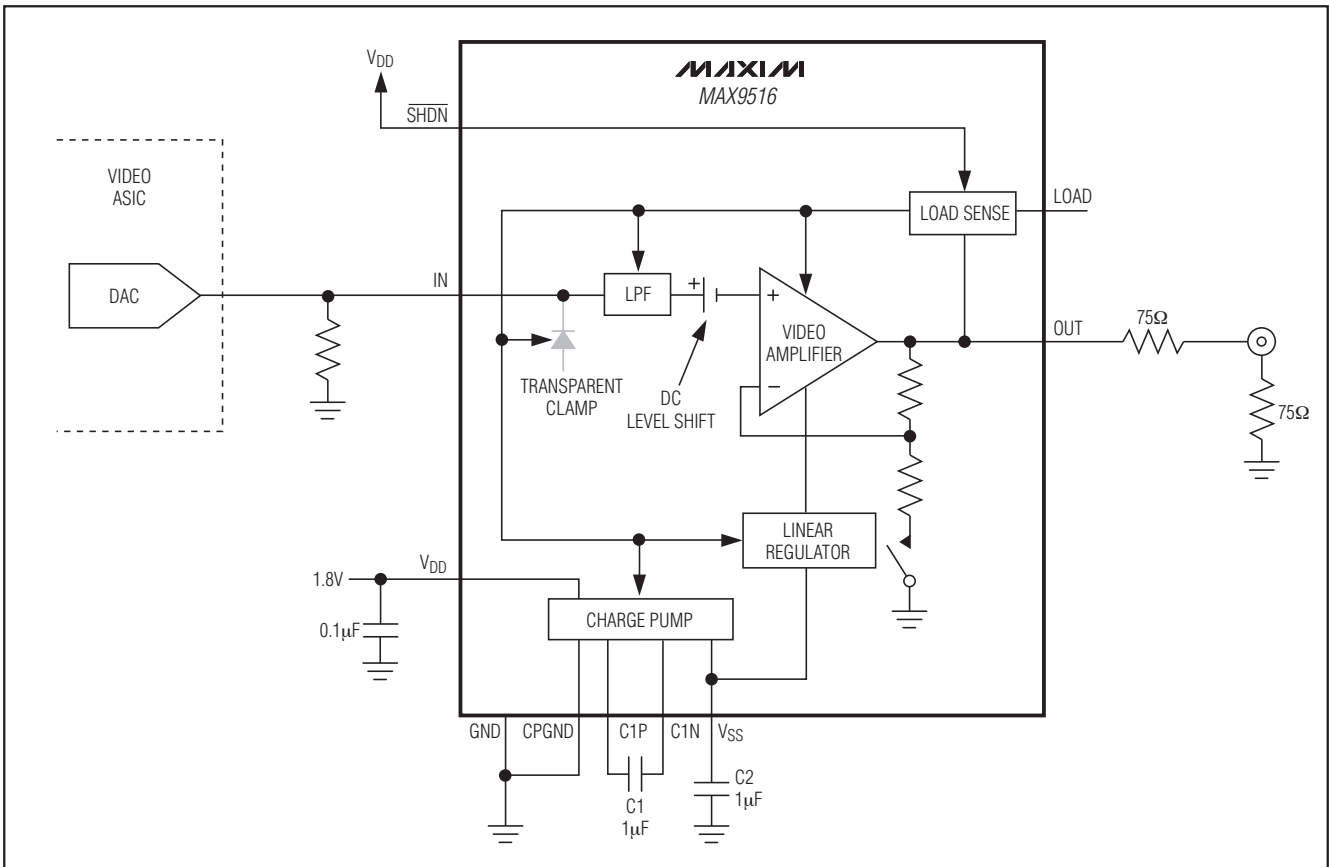 MAXIM
MAX9516
VDD
SHDN
VIDEO
ASIC
DAC
IN
LPF
+
+
−
VIDEO
AMPLIFIER
LOAD SENSE
LOAD
OUT
75Ω
75Ω
TRANSPARENT
CLAMP
DC
LEVEL SHIFT
LINEAR
REGULATOR
1.8V
VDD
0.1µF
CHARGE PUMP
GND
CPGND
C1P
C1N
VSS
C1
1µF
C2
1µF